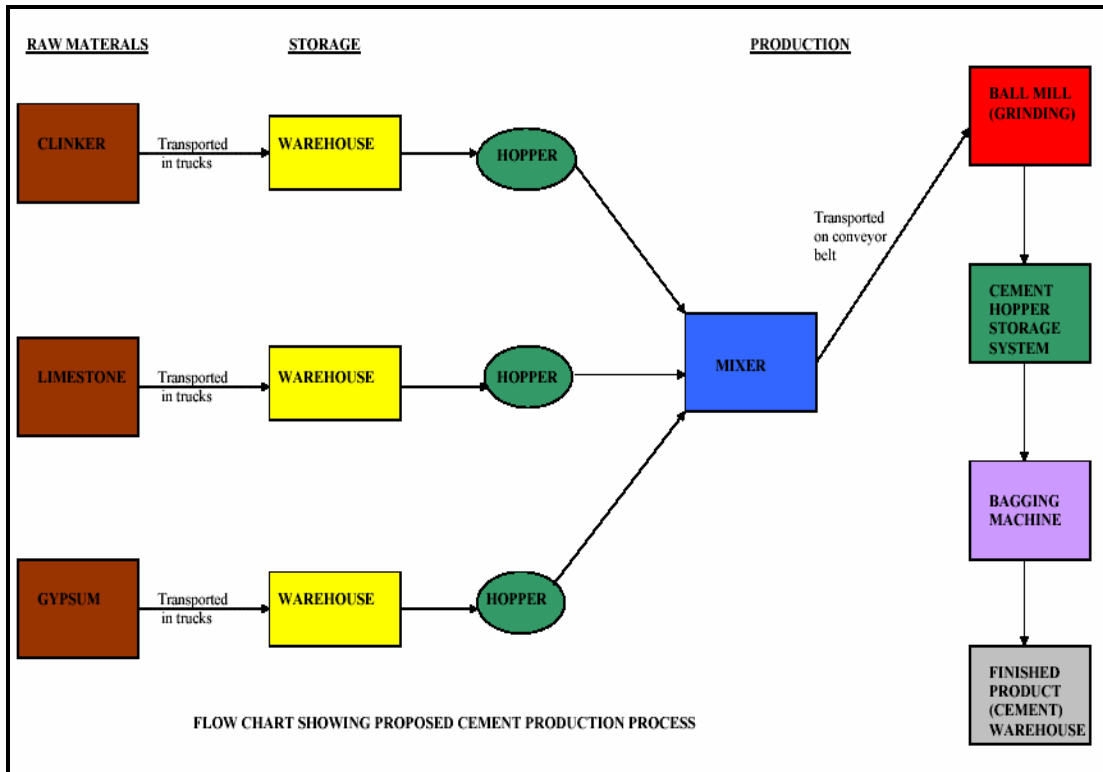 RAW MATERALS
STORAGE
PRODUCTION
CLINKER
Transported
in trucks
WAREHOUSE
HOPPER
BALL MILL
(GRINDING)
Transported
on conveyor
belt
LIMESTONE
Transported
in trucks
WAREHOUSE
HOPPER
MIXER
CEMENT
HOPPER
STORAGE
SYSTEM
GYPSUM
Transported
in trucks
WAREHOUSE
HOPPER
BAGGING
MACHINE
FINISHED
PRODUCT
(CEMENT)
WAREHOUSE
FLOW CHART SHOWING PROPOSED CEMENT PRODUCTION PROCESS